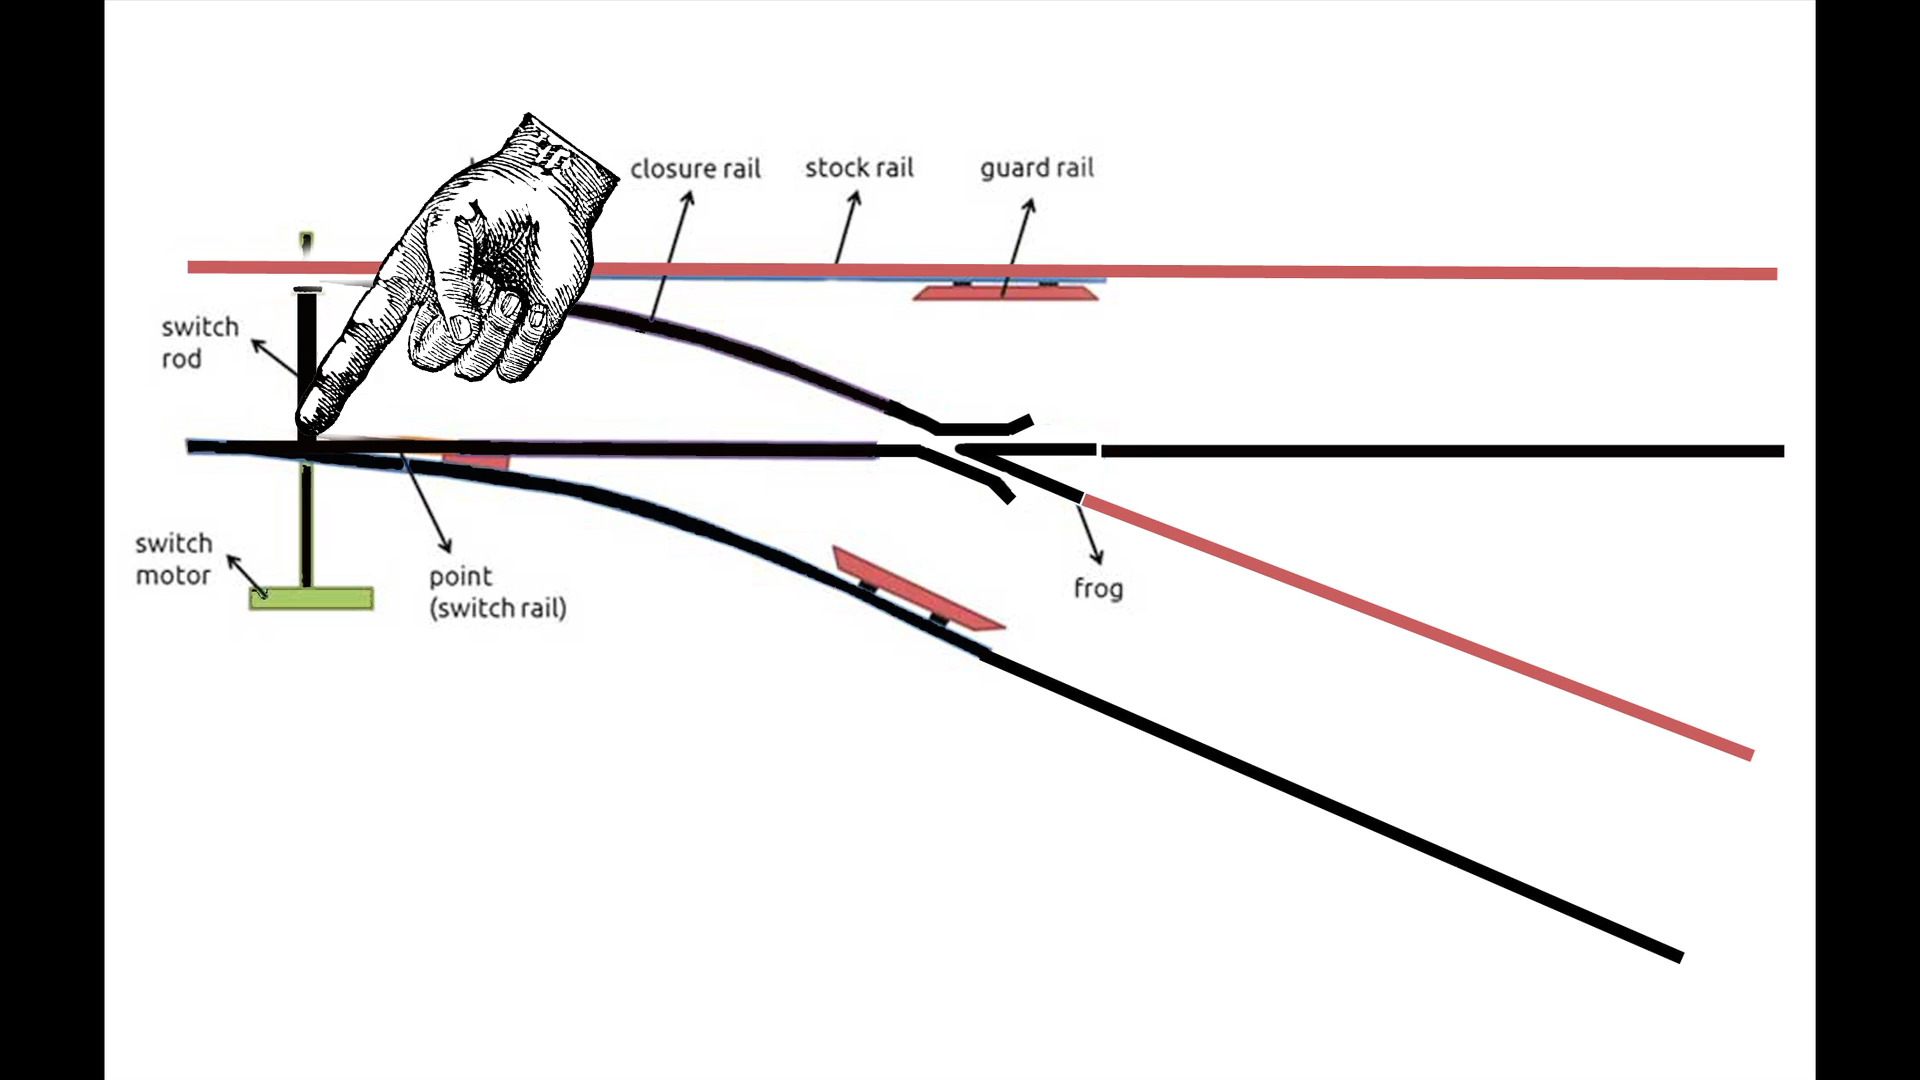 closure rail
stock rail
guard rail
switch
rod
switch
motor
point
(switch rail)
frog